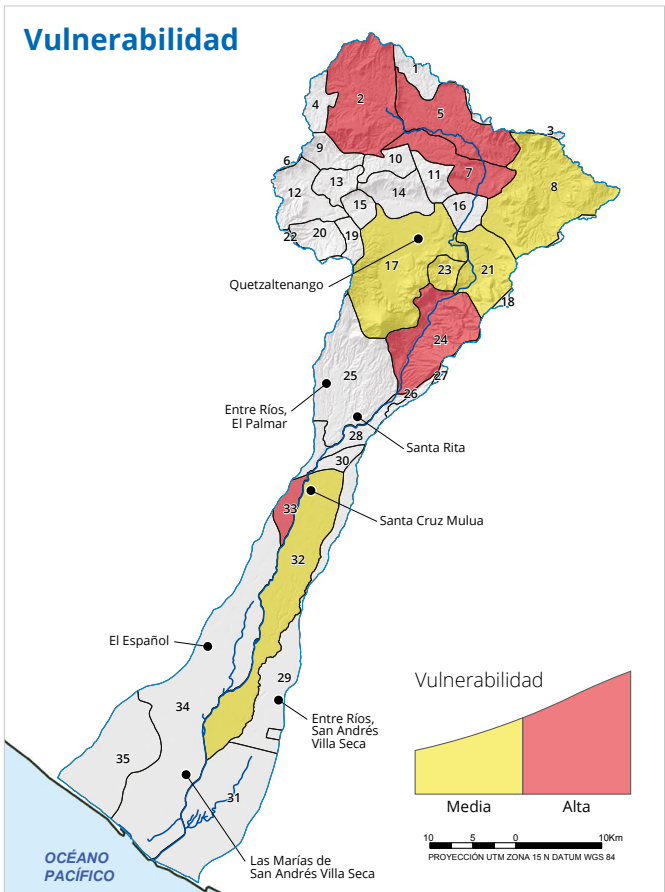 Vulnerabilidad
1
2
4
5
3
9
6
10
7
8
13
11
12
14
15
16
20
19
22
17
23
21
Quetzaltenango
18
24
25
27
26
Entre Ríos,
El Palmar
28
Santa Rita
30
33
Santa Cruz Mulua
32
El Español
29
34
Entre Ríos,
San Andrés
Villa Seca
35
31
Las Marías de
San Andrés Villa Seca
OCÉANO
PACÍFICO
Vulnerabilidad
Media Alta
10 5 0 10Km
PROYECCIÓN UTM ZONA 15 N DATUM WGS 84